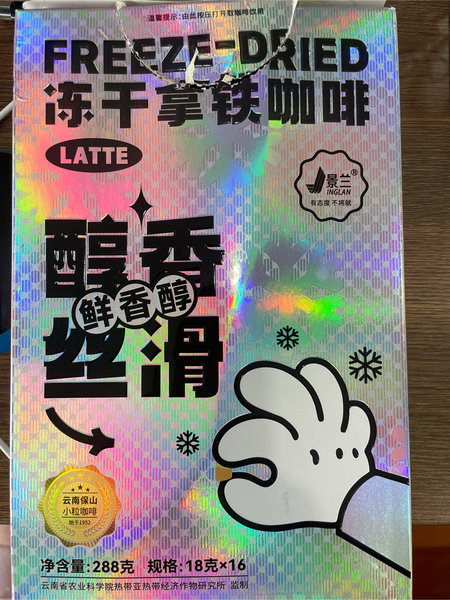 温馨提示：由此按压打开取咖啡饮用
FREEZE-DRIED
冻干拿铁咖啡
LATTE
景兰®
JINGLAN
有态度 不将就
醇香
鲜香醇
丝滑
云南保山
小粒咖啡
始于1952
净含量：288克 规格：18克×16
云南省农业科学院热带亚热带经济作物研究所 监制